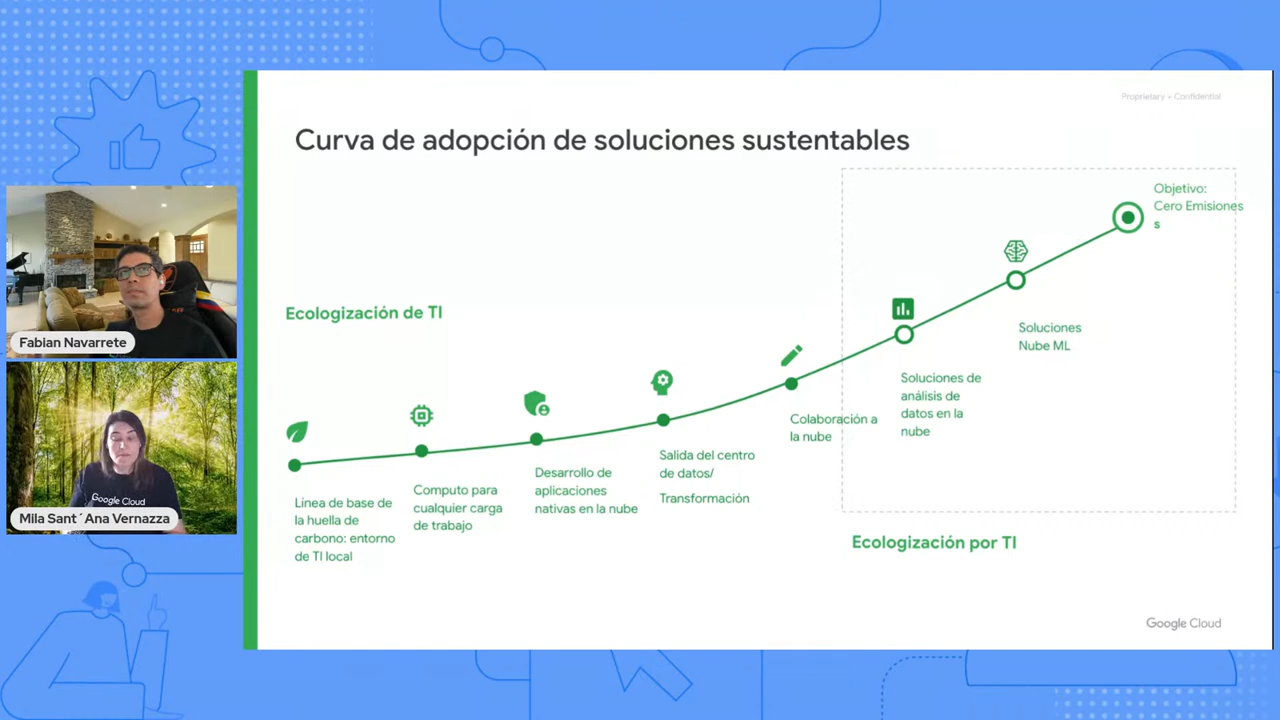 Proprietary + Confidential
Curva de adopción de soluciones sustentables
Objetivo:
Cero Emisiones
s
Ecologización de TI
Soluciones
Nube ML
Soluciones de
análisis de
datos en la
nube
Colaboración a
la nube
Salida del centro
de datos/
Transformación
Desarrollo de
aplicaciones
nativas en la nube
Computo para
cualquier carga
de trabajo
Línea de base de
la huella de
carbono: entorno
de TI local
Ecologización por TI
Google Cloud
Fabian Navarrete
Google Cloud
Mila Sant´Ana Vernazza